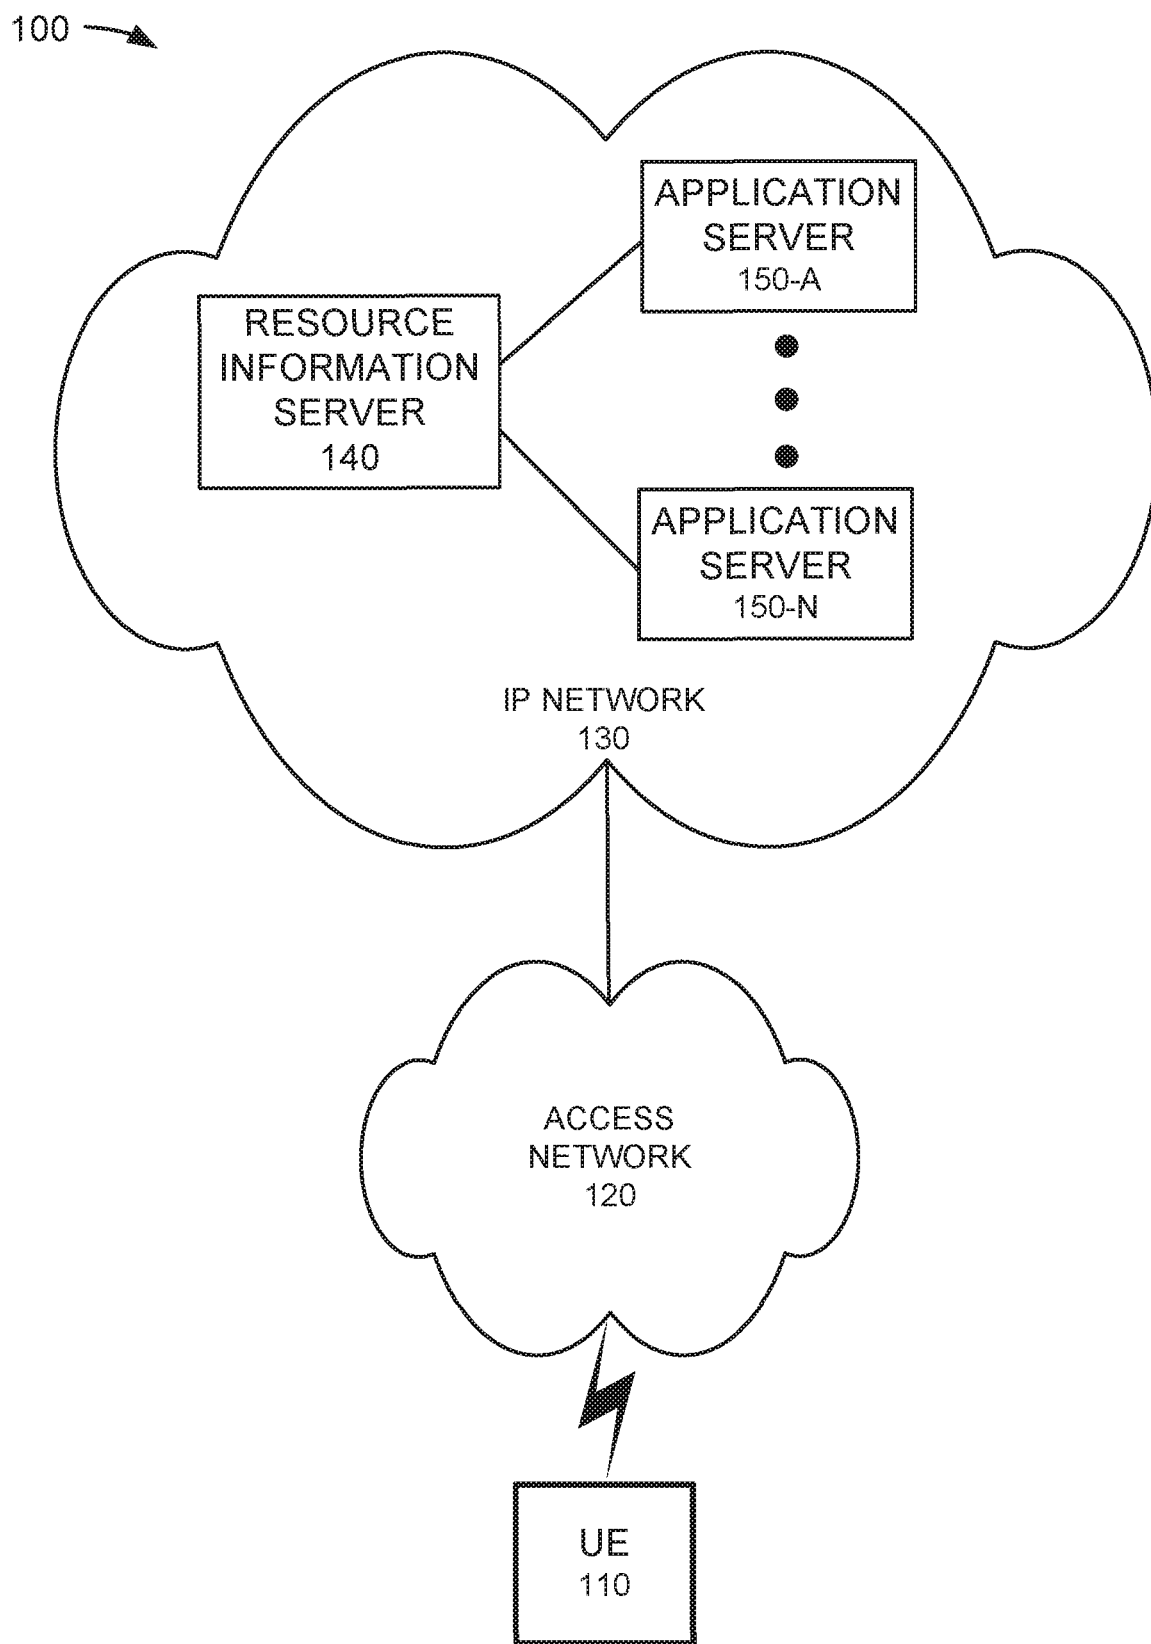 100
APPLICATION
SERVER
150-A
RESOURCE
INFORMATION
SERVER
140
APPLICATION
SERVER
150-N
IP NETWORK
130
ACCESS
NETWORK
120
UE
110